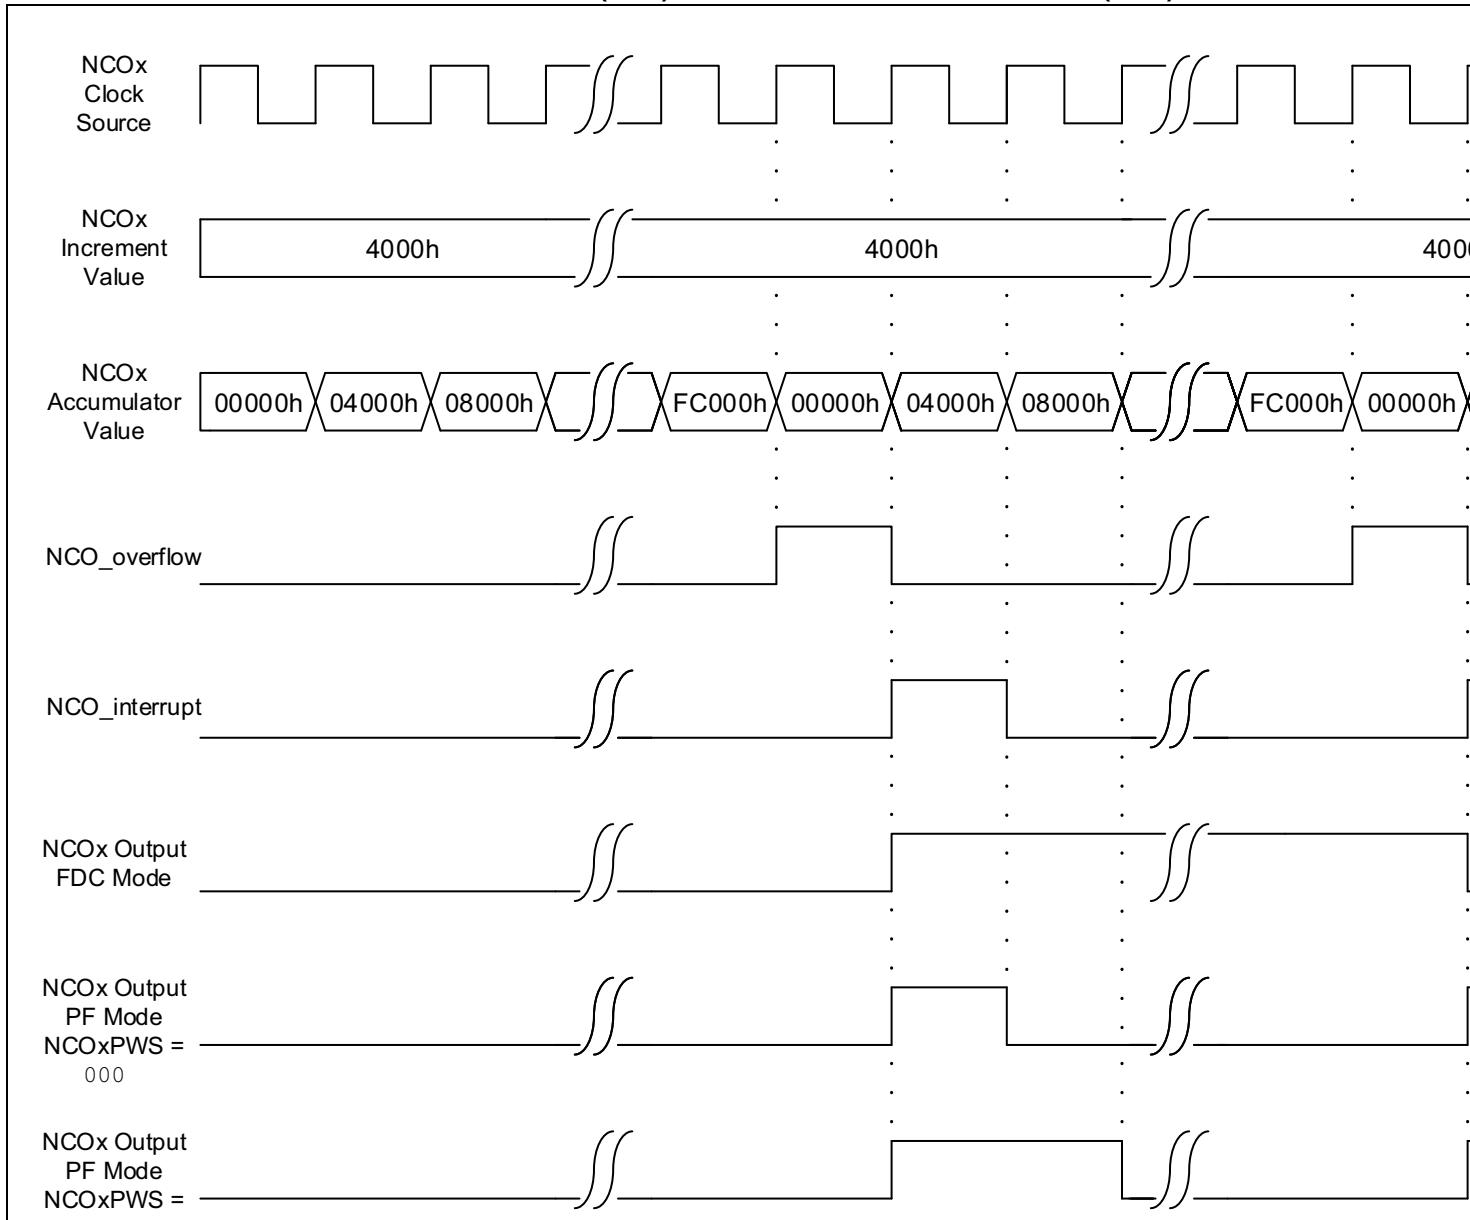 NCOx
Clock
Source
NCOx
Increment
Value
4000h
4000h
NCOx
Accumulator
Value
00000h
04000h
08000h
FC000h
00000h
04000h
08000h
FC000h
00000h
NCO_overflow
NCO_interrupt
NCOx Output
FDC Mode
NCOx Output
PF Mode
NCOxPWS =
000
NCOx Output
PF Mode
NCOxPWS =